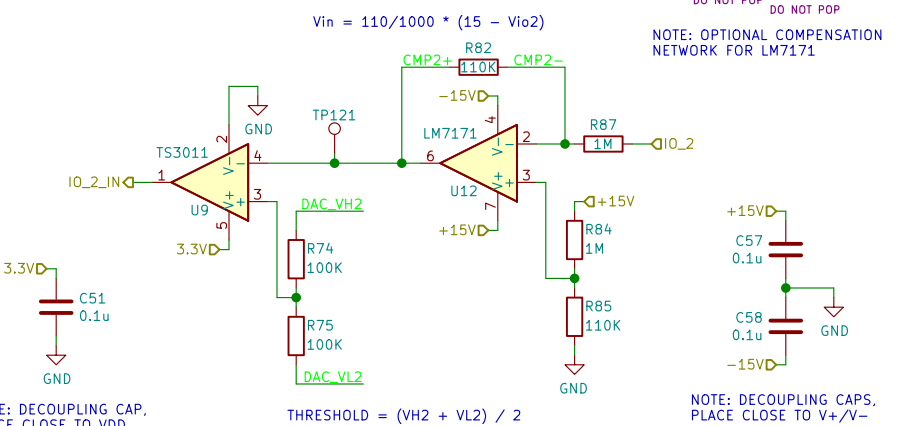 DO NOT POP
DO NOT POP
Vin = 110/1000 * (15 - Vio2)
NOTE: OPTIONAL COMPENSATION
NETWORK FOR LM7171
R82
CMP2+
110K
CMP2-
-15V
TP121
GND
LM7171
R87
TS3011
2
4
V-
4
6
V-
2
1M
IO_2
IO_2_IN
1
V+
3
V+
3
U9
U12
5
7
DAC_VH2
+15V
+15V
3.3V
+15V
R84
1M
R74
100K
C57
0.1u
3.3V
C51
0.1u
R75
100K
R85
110K
C58
0.1u
GND
GND
DAC_VL2
GND
-15V
E: DECOUPLING CAP,
CE CLOSE TO VDD
THRESHOLD = (VH2 + VL2) / 2
NOTE: DECOUPLING CAPS,
PLACE CLOSE TO V+/V-